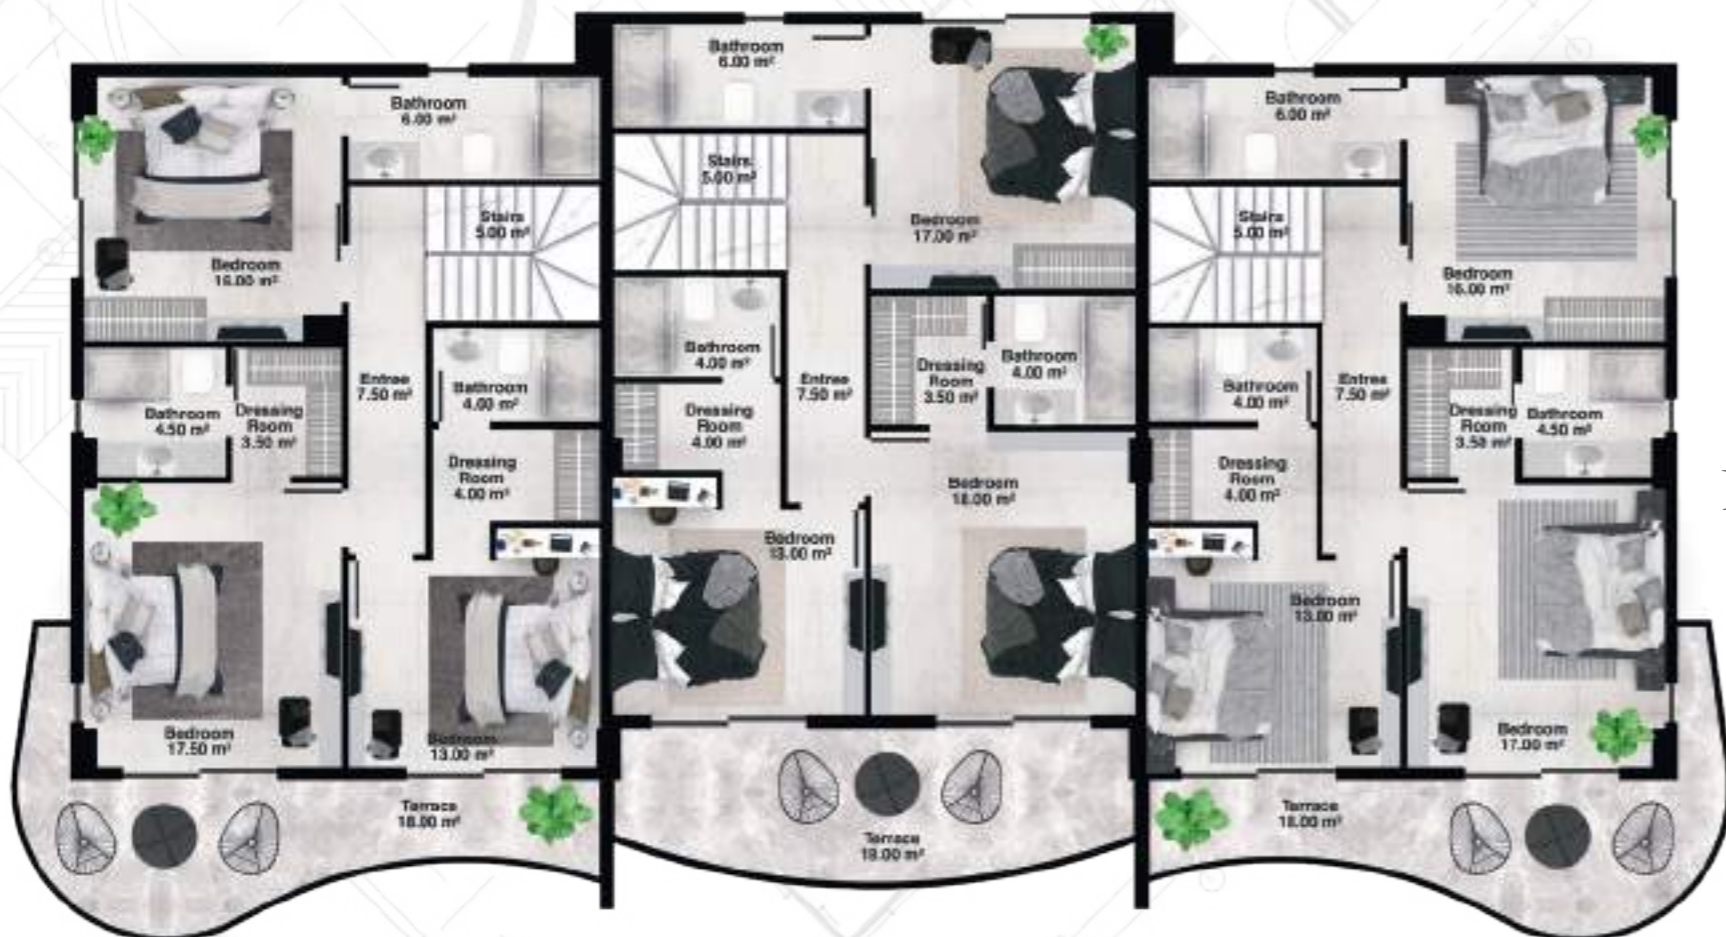 Bathroom
6.00 m²
Stairs
5.00 m²
Bedroom
16.00 m²
Bathroom
4.50 m²
Dressing
Room
3.50 m²
Entree
7.50 m²
Bathroom
4.00 m²
Dressing
Room
4.00 m²
Bedroom
17.50 m²
Bedroom
13.00 m²
Terrace
18.00 m²
Bathroom
6.00 m²
Stairs
5.00 m²
Bedroom
17.00 m²
Bathroom
4.00 m²
Dressing
Room
4.00 m²
Entree
7.50 m²
Dressing
Room
3.50 m²
Bathroom
4.00 m²
Bedroom
18.00 m²
Bedroom
13.00 m²
Terrace
13.00 m²
Bathroom
6.00 m²
Stairs
5.00 m²
Bedroom
16.00 m²
Bathroom
4.00 m²
Entree
7.50 m²
Dressing
Room
3.50 m²
Bathroom
4.50 m²
Dressing
Room
4.00 m²
Bedroom
13.00 m²
Bedroom
17.00 m²
Terrace
18.00 m²